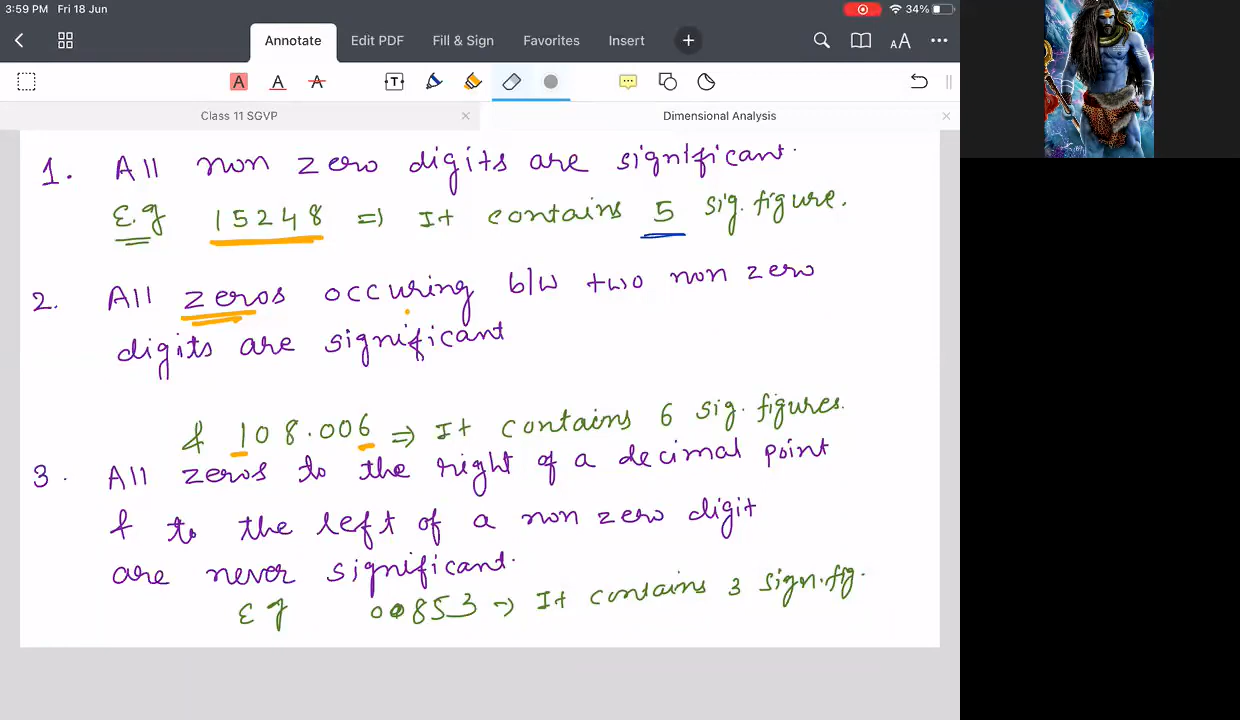 3:59 PM Fri 18 Jun 34%
Annotate Edit PDF Fill & Sign Favorites Insert
Class 11 SGVP Dimensional Analysis
1. All non zero digits are significant.
E.g 15248 => It contains 5 sig. figure.
2. All zeros occuring b/w two non zero
digits are significant
108.006 => It contains 6 sig. figures.
3. All zeros to the right of a decimal point
& to the left of a non zero digit
are never significant.
Eg 00853 -> It contains 3 sign.fig.